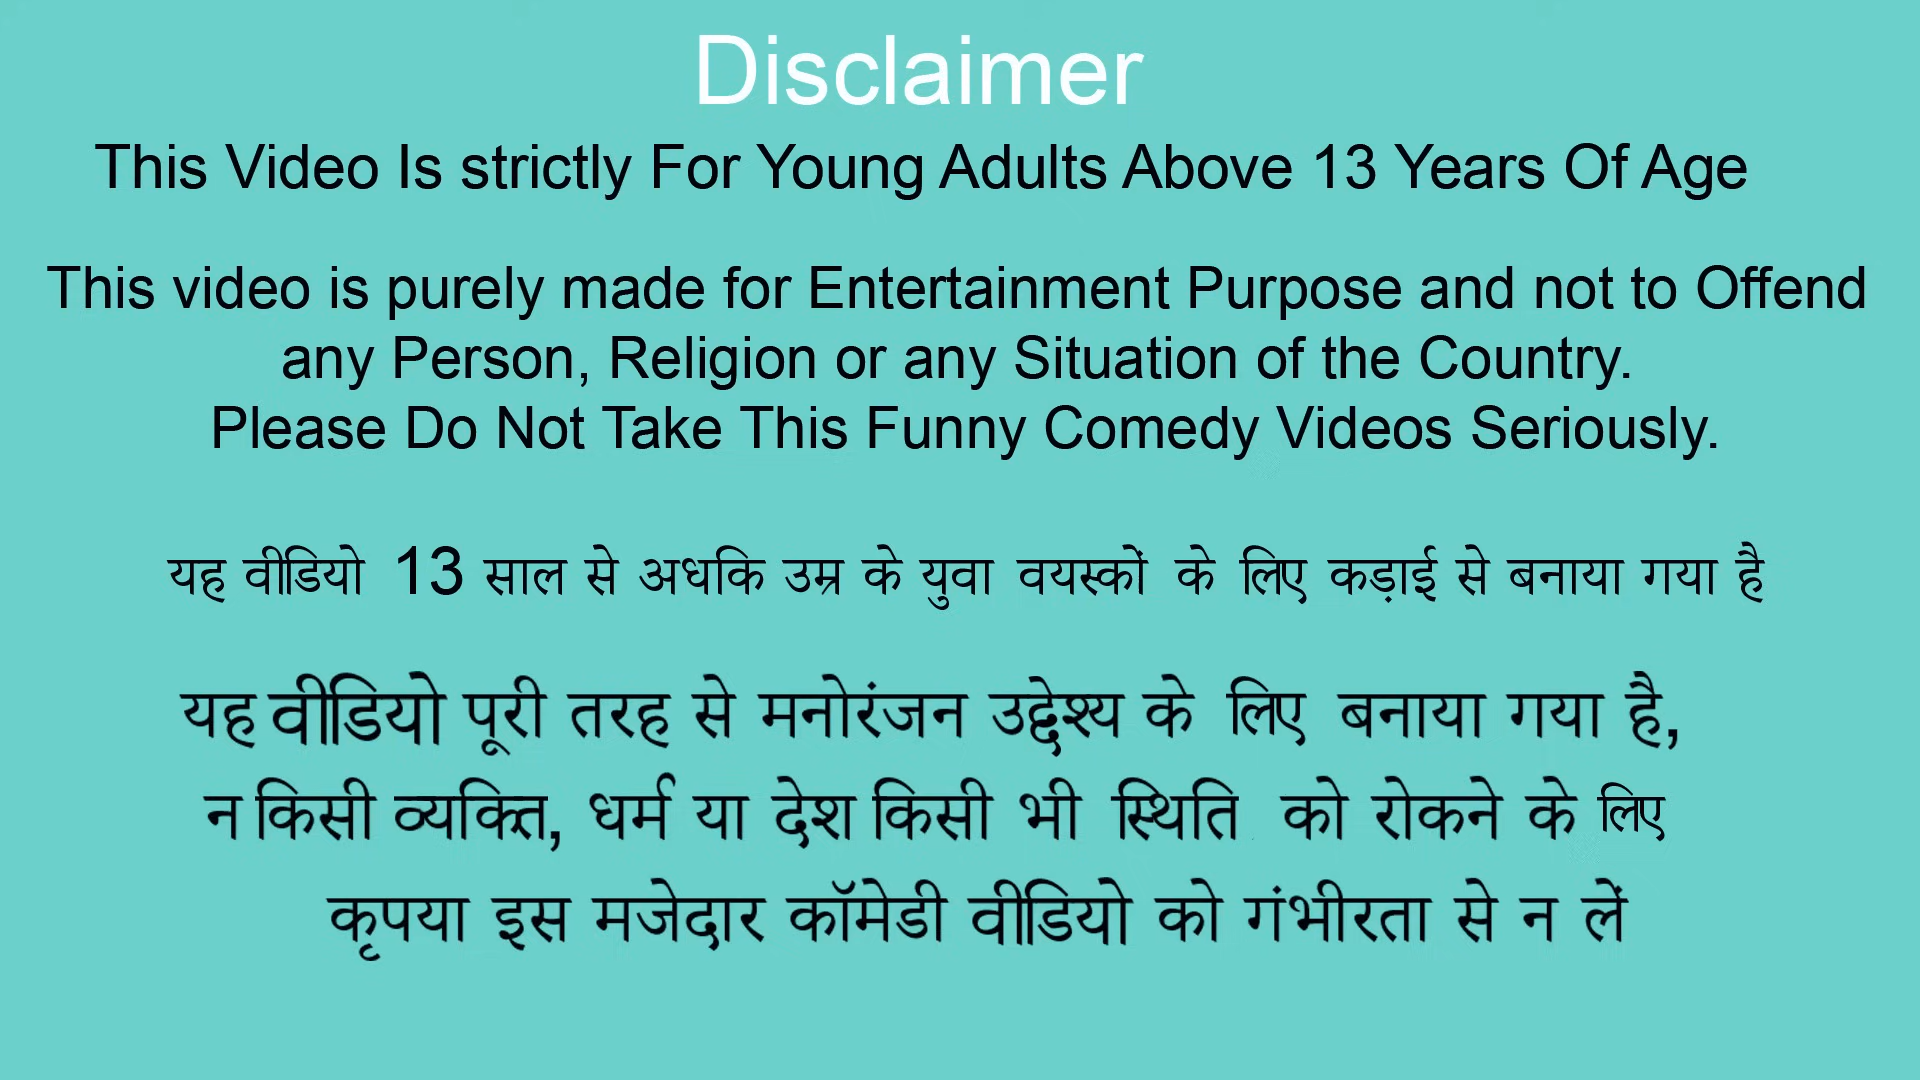 Disclaimer
This Video Is strictly For Young Adults Above 13 Years Of Age
This video is purely made for Entertainment Purpose and not to Offend
any Person, Religion or any Situation of the Country.
Please Do Not Take This Funny Comedy Videos Seriously.
यह वीडियो 13 साल से अधकि उम्र के युवा वयस्कों के लिए कड़ाई से बनाया गया है
यह वीडियो पूरी तरह से मनोरंजन उद्देश्य के लिए बनाया गया है,
न किसी व्यक्ति, धर्म या देश किसी भी स्थिति को रोकने के लिए
कृपया इस मजेदार कॉमेडी वीडियो को गंभीरता से न लें